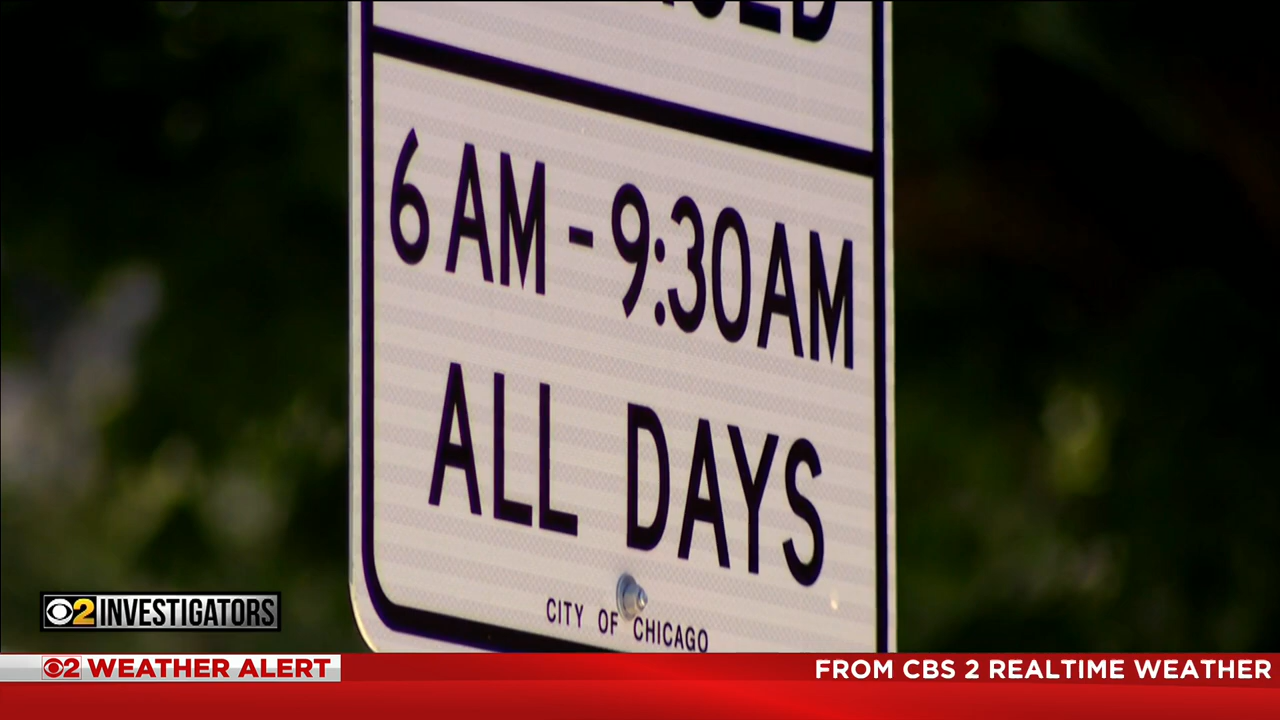 6 AM - 9:30AM
ALL DAYS
CITY OF CHICAGO
2 INVESTIGATORS
2 WEATHER ALERT
FROM CBS 2 REALTIME WEATHER